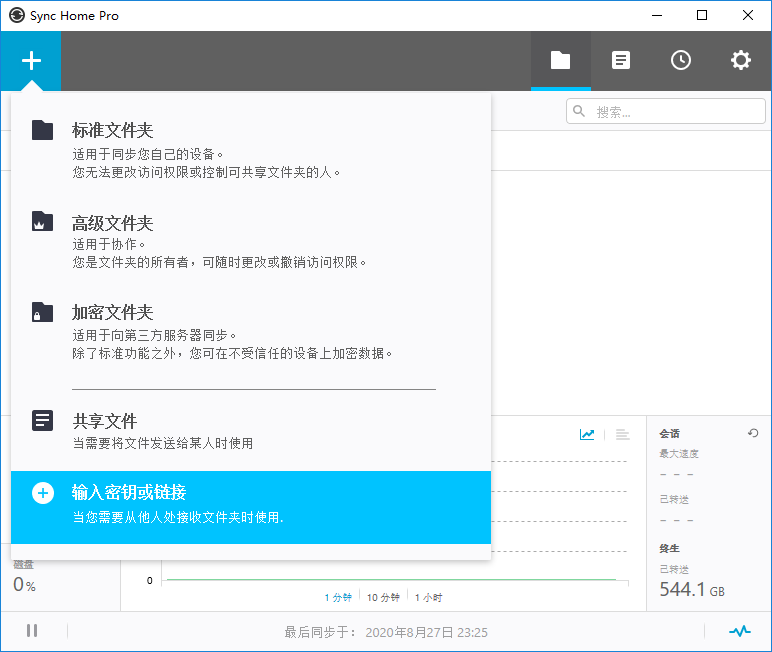 Sync Home Pro
搜索...
标准文件夹
适用于同步您自己的设备。
您无法更改访问权限或控制可共享文件夹的人。
高级文件夹
适用于协作。
您是文件夹的所有者，可随时更改或撤销访问权限。
加密文件夹
适用于向第三方服务器同步。
除了标准功能之外，您可在不受信任的设备上加密数据。
共享文件
当需要将文件发送给某人时使用
输入密钥或链接
当您需要从他人处接收文件夹时使用.
会话
最大速度
- - -
已转送
- - -
终生
已转送
544.1 GB
磁盘
0%
0
1 分钟 10 分钟 1 小时
最后同步于： 2020年8月27日 23:25